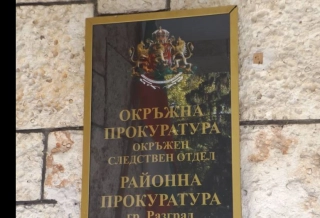 ОКРЪЖНА
ПРОКУРАТУРА
ОКРЪЖЕН
СЛЕДСТВЕН ОТДЕЛ
РАЙОННА
ПРОКУРАТУРА
гр. Разград